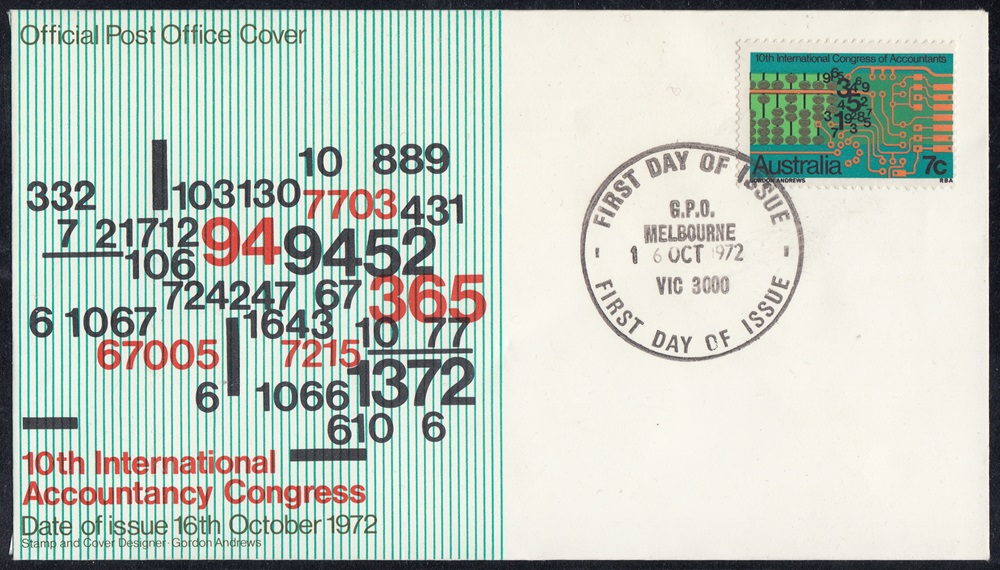 Official Post Office Cover
10 889
332 103130 7703 431
7 21712 94 9452
106
724247 67 365
6 1067 1643 10 77
67005 7215
6 1066 1372
610 6
10th International
Accountancy Congress
Date of issue 16th October 1972
Stamp and Cover Designer·Gordon Andrews
10th International Congress of Accountants
Australia 7c
GORDON ANDREWS RBA
FIRST DAY OF ISSUE
G.P.O.
MELBOURNE
1 6 OCT 1972
VIC 3000
FIRST DAY OF ISSUE